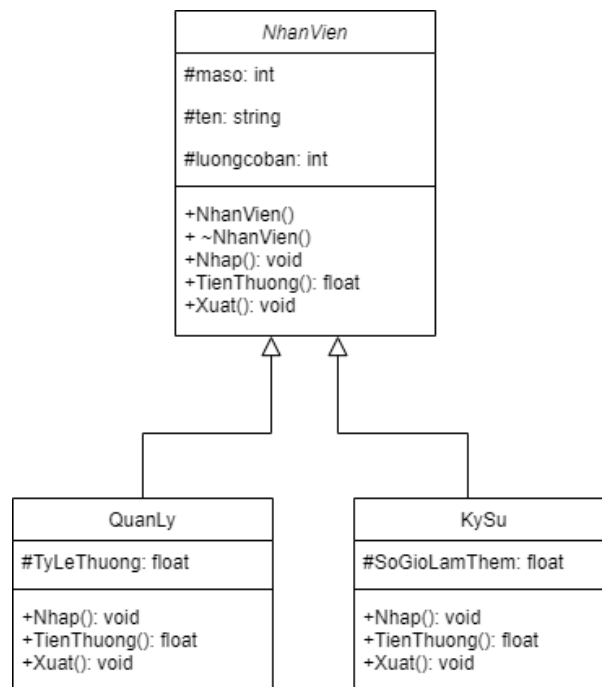 NhanVien
#maso: int
#ten: string
#luongcoban: int
+NhanVien()
+ ~NhanVien()
+Nhap(): void
+TienThuong(): float
+Xuat(): void
QuanLy
#TyLeThuong: float
+Nhap(): void
+TienThuong(): float
+Xuat(): void
KySu
#SoGioLamThem: float
+Nhap(): void
+TienThuong(): float
+Xuat(): void